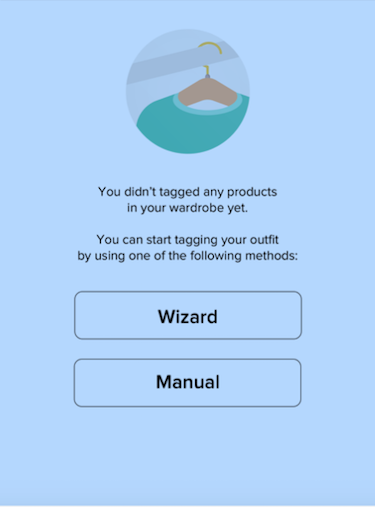 You didn’t tagged any products
in your wardrobe yet.
You can start tagging your outfit
by using one of the following methods:
Wizard
Manual